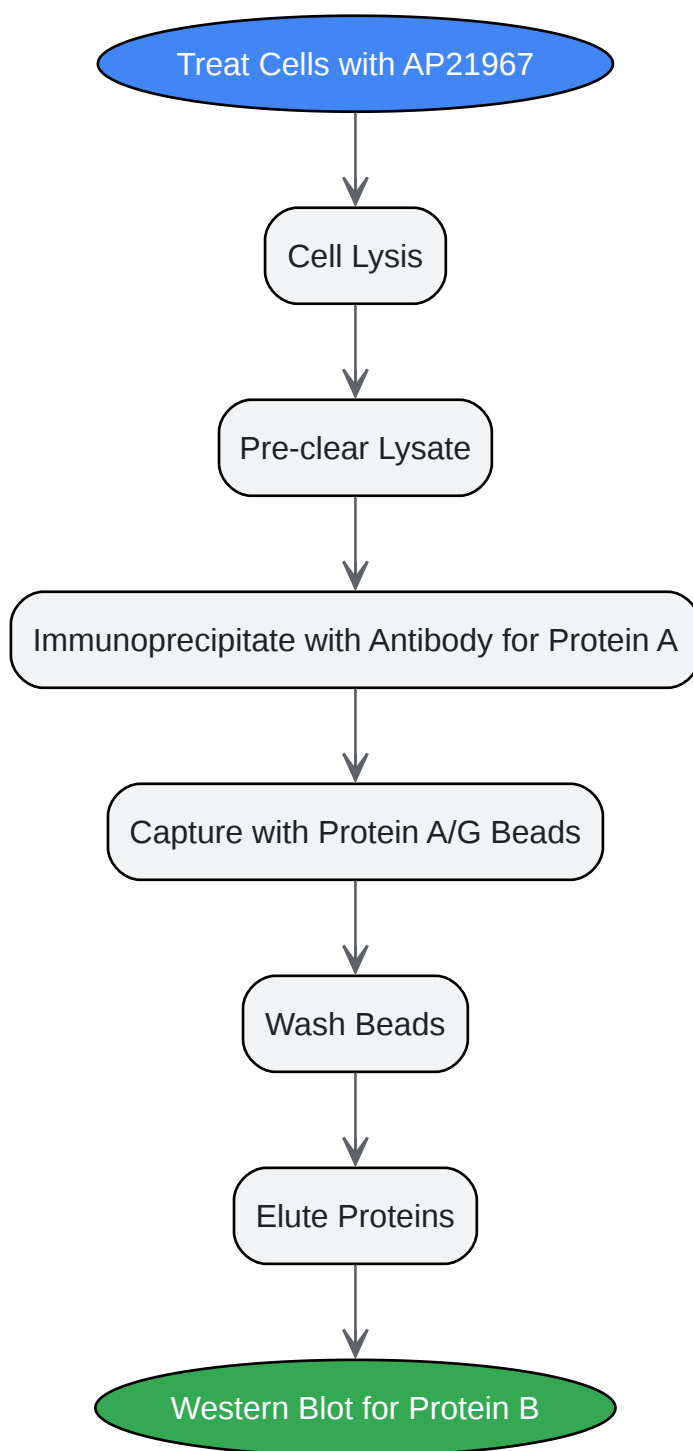 Treat Cells with AP21967
Cell Lysis
Pre-clear Lysate
Immunoprecipitate with Antibody for Protein A
Capture with Protein A/G Beads
Wash Beads
Elute Proteins
Western Blot for Protein B